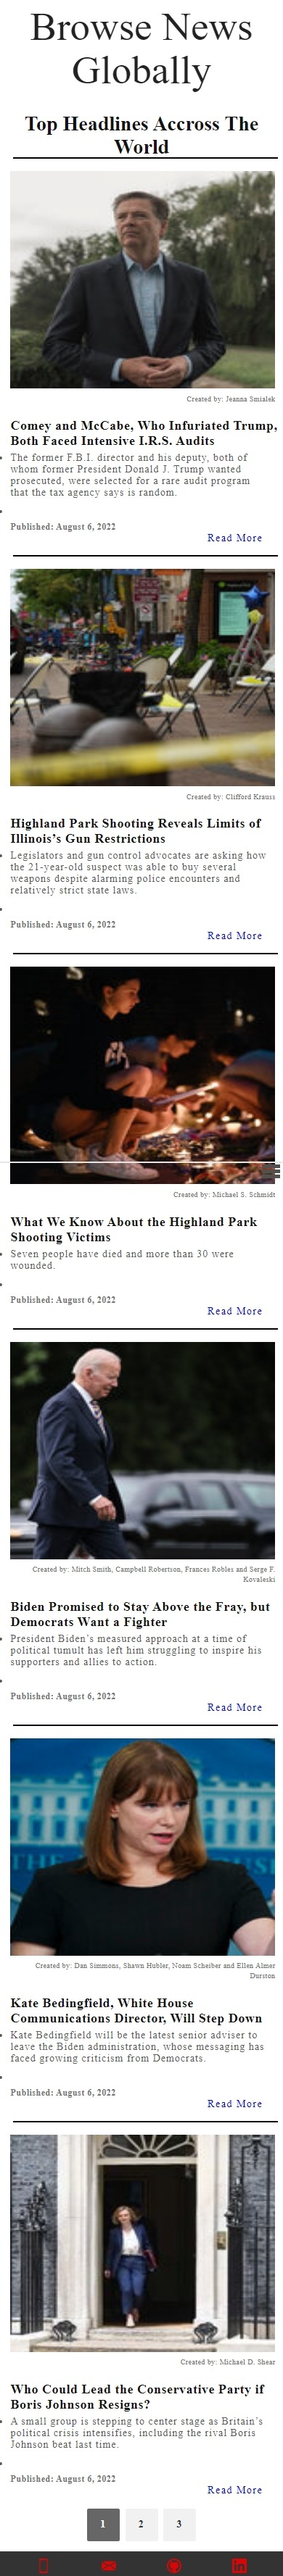 Browse News
Globally
Top Headlines Accross The
World
Created by: Jeanna Smialek
Comey and McCabe, Who Infuriated Trump,
Both Faced Intensive I.R.S. Audits
The former F.B.I. director and his deputy, both of
whom former President Donald J. Trump wanted
prosecuted, were selected for a rare audit program
that the tax agency says is random.
Published: August 6, 2022
Read More
Created by: Clifford Krauss
Highland Park Shooting Reveals Limits of
Illinois’s Gun Restrictions
Legislators and gun control advocates are asking how
the 21-year-old suspect was able to buy several
weapons despite alarming police encounters and
relatively strict state laws.
Published: August 6, 2022
Read More
Created by: Michael S. Schmidt
What We Know About the Highland Park
Shooting Victims
Seven people have died and more than 30 were
wounded.
Published: August 6, 2022
Read More
Created by: Mitch Smith, Campbell Robertson, Frances Robles and Serge F.
Kovaleski
Biden Promised to Stay Above the Fray, but
Democrats Want a Fighter
President Biden’s measured approach at a time of
political tumult has left him struggling to inspire his
supporters and allies to action.
Published: August 6, 2022
Read More
THE
Created by: Dan Simmons, Shawn Hubler, Noam Scheiber and Ellen Almer
Durston
Kate Bedingfield, White House
Communications Director, Will Step Down
Kate Bedingfield will be the latest senior adviser to
leave the Biden administration, whose messaging has
faced growing criticism from Democrats.
Published: August 6, 2022
Read More
Created by: Michael D. Shear
Who Could Lead the Conservative Party if
Boris Johnson Resigns?
A small group is stepping to center stage as Britain’s
political crisis intensifies, including the rival Boris
Johnson beat last time.
Published: August 6, 2022
Read More
1 2 3